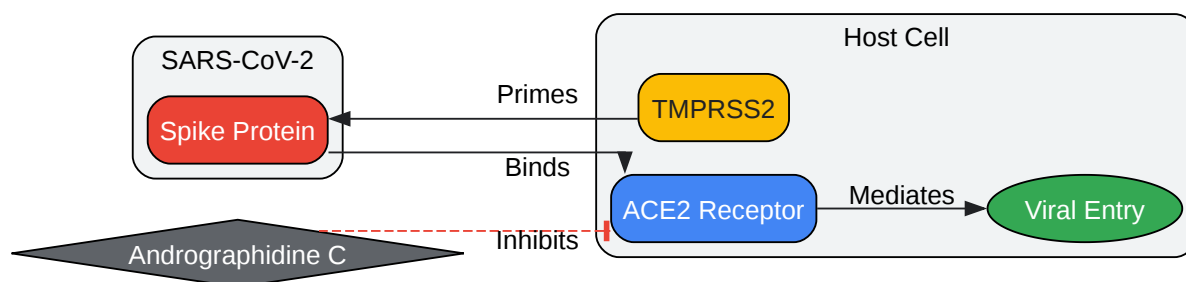 Host Cell
SARS-CoV-2
Primes
TMPRSS2
Spike Protein
Binds
ACE2 Receptor
Mediates
Viral Entry
Inhibits
Andrographidine C